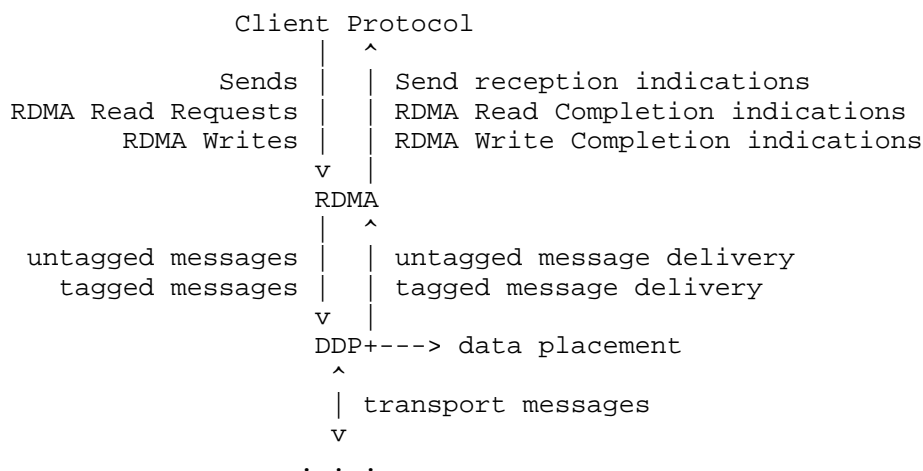 Client Protocol
| ^
Sends | | Send reception indications
RDMA Read Requests | | RDMA Read Completion indications
RDMA Writes | | RDMA Write Completion indications
v |
RDMA
| ^
untagged messages | | untagged message delivery
tagged messages | | tagged message delivery
v |
DDP+---> data placement
^
| transport messages
v
. . .